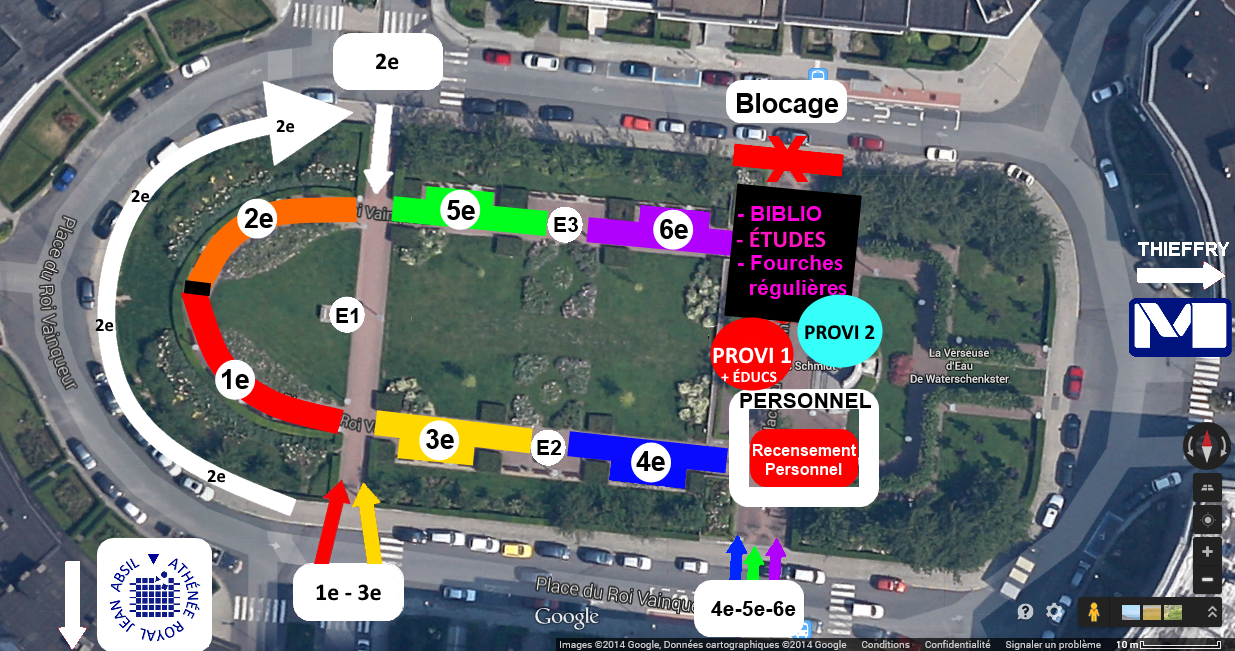 2e
Blocage
2e
2e
2e
2e
2e
5e
E3
6e
- BIBLIO
- ÉTUDES
- Fourches
régulières
THIEFFRY
M
Place du Roi Vainqueur
E1
PROVI 1
+ ÉDUCS
PROVI 2
La Verseuse
d'Eau
De Waterschenkster
1e
Roi V
3e
E2
4e
PERSONNEL
Recensement
Personnel
ATHÉNÉE ROYAL JEAN ABSIL
1e - 3e
4e-5e-6e
Place du Roi Vainque
Google
Images ©2014 Google, Données cartographiques ©2014 Google Conditions Confidentialité Signaler un problème 10 m